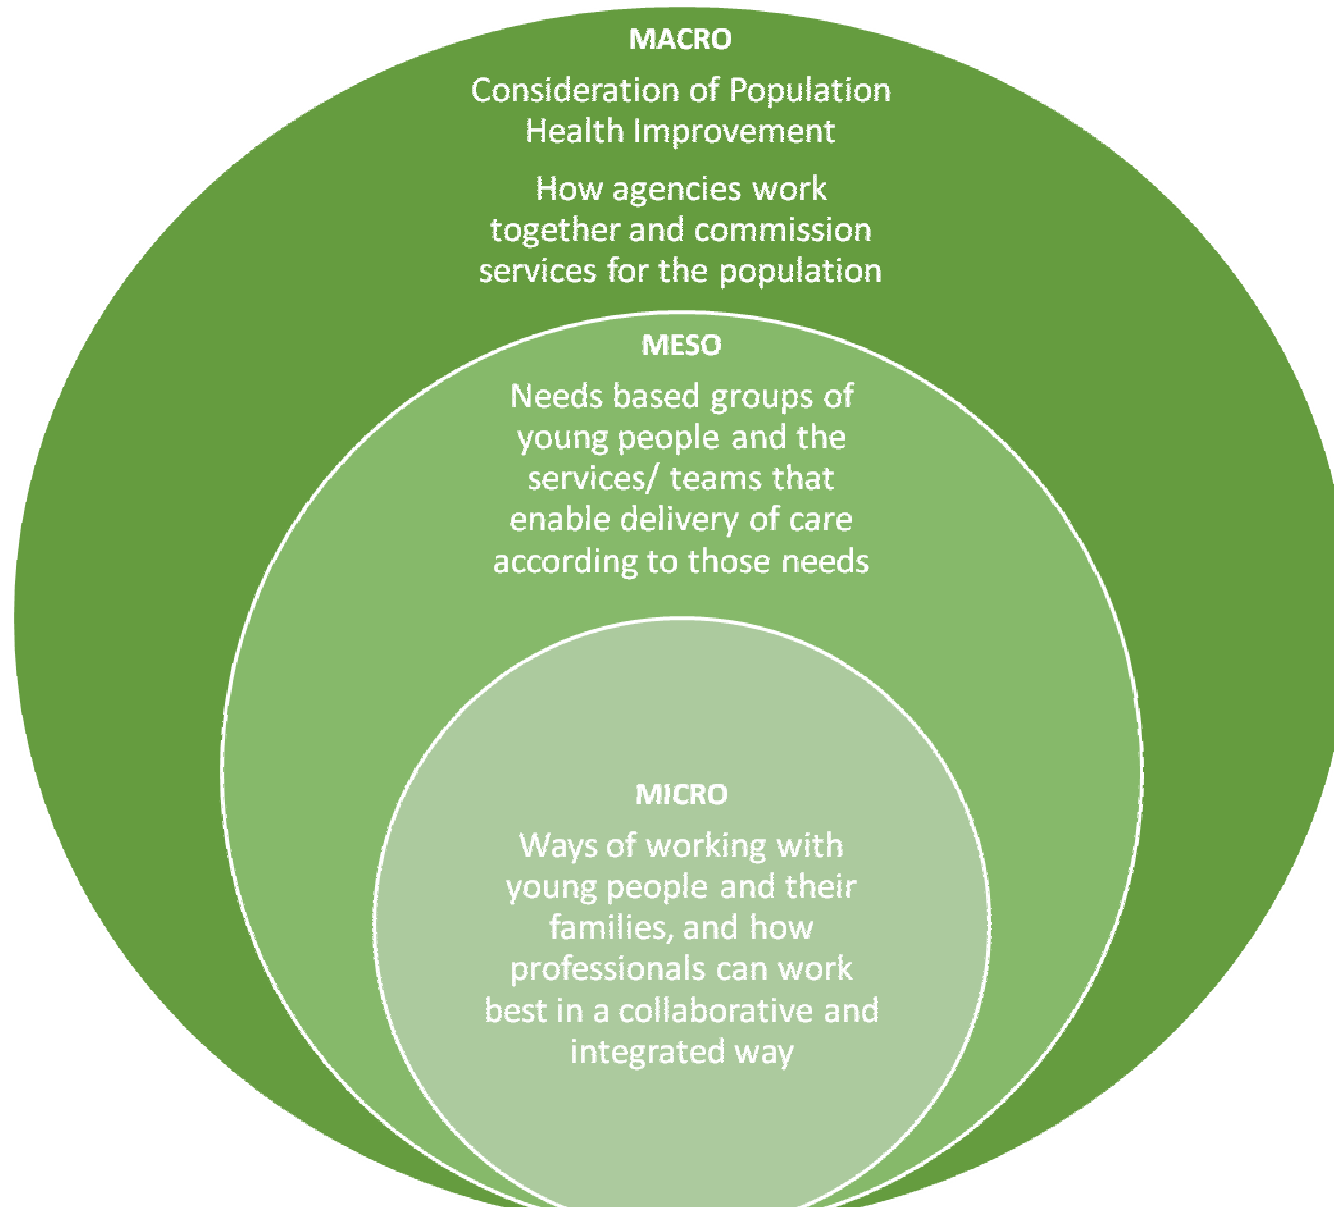 MACRO
Consideration of Population
Health Improvement
How agencies work
together and commission
services for the population
MESO
Needs based groups of
young people and the
services/ teams that
enable delivery of care
according to those needs
MICRO
Ways of working with
young people and their
families, and how
professionals can work
best in a collaborative and
integrated way